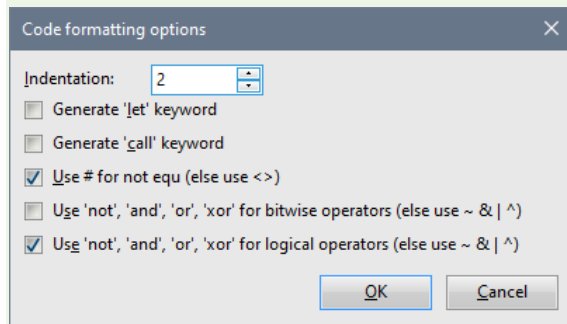 Code formatting options
Indentation: 2
Generate 'let' keyword
Generate 'call' keyword
Use # for not equ (else use <>)
Use 'not', 'and', 'or', 'xor' for bitwise operators (else use ~ & | ^)
Use 'not', 'and', 'or', 'xor' for logical operators (else use ~ & | ^)
OK Cancel